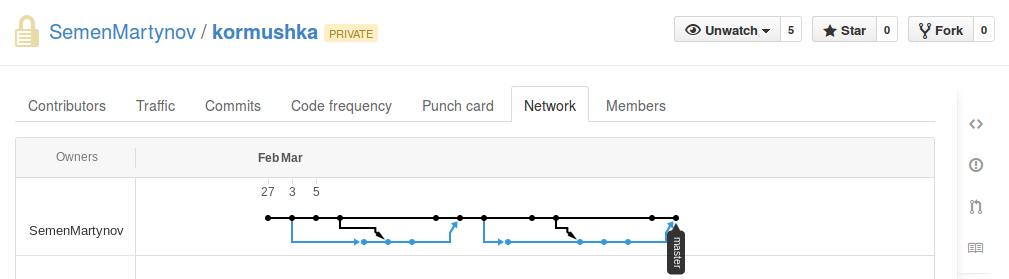 SemenMartynov / kormushka PRIVATE Unwatch 5 Star 0 Fork 0
Contributors Traffic Commits Code frequency Punch card Network Members
Owners Feb Mar
27 3 5
SemenMartynov
master